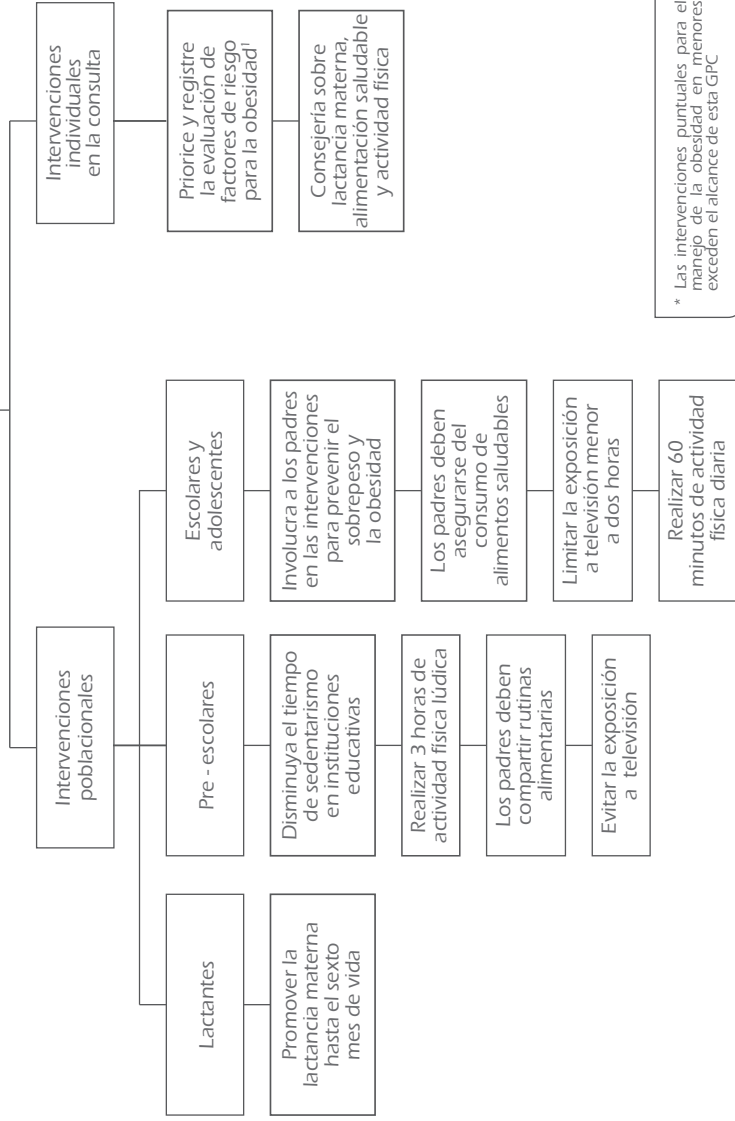 Intervenciones
poblacionales
Intervenciones
individuales
en la consulta
Lactantes
Promover la
lactancia materna
hasta el sexto
mes de vida
Pre - escolares
Disminuya el tiempo
de sedentarismo
en instituciones
educativas
Realizar 3 horas de
actividad física lúdica
Los padres deben
compartir rutinas
alimentarias
Evitar la exposición
a televisión
Escolares y
adolescentes
Involucra a los padres
en las intervenciones
para prevenir el
sobrepeso y
la obesidad
Los padres deben
asegurarse del
consumo de
alimentos saludables
Limitar la exposición
a televisión menor
a dos horas
Realizar 60
minutos de actividad
física diaria
Priorice y registre
la evaluación de
factores de riesgo
para la obesidad¹
Consejería sobre
lactancia materna,
alimentación saludable
y actividad física
* Las intervenciones puntuales para el
manejo de la obesidad en menores
exceden el alcance de esta GPC